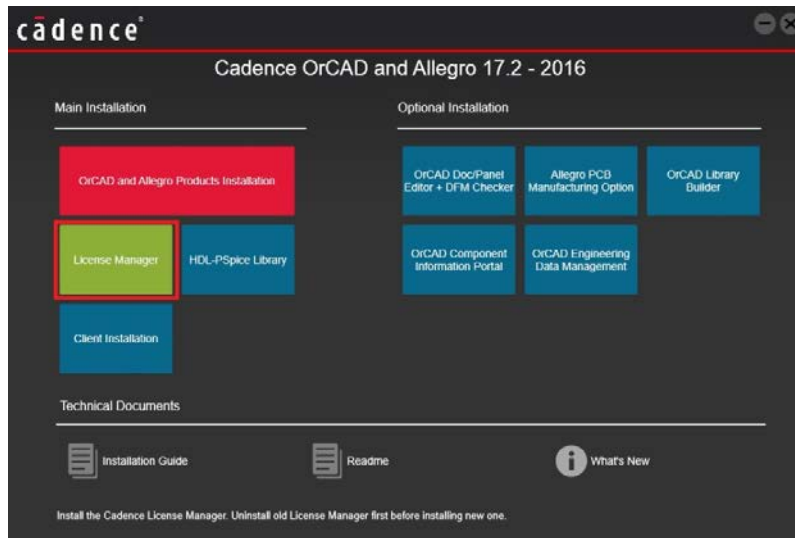 cādence®
Cadence OrCAD and Allegro 17.2 - 2016
Main Installation
Optional Installation
OrCAD and Allegro Products Installation
OrCAD Doc/Panel
Editor + DFM Checker
Allegro PCB
Manufacturing Option
OrCAD Library
Builder
License Manager
HDL-PSpice Library
OrCAD Component
Information Portal
OrCAD Engineering
Data Management
Client Installation
Technical Documents
Installation Guide
Readme
What's New
Install the Cadence License Manager. Uninstall old License Manager first before installing new one.